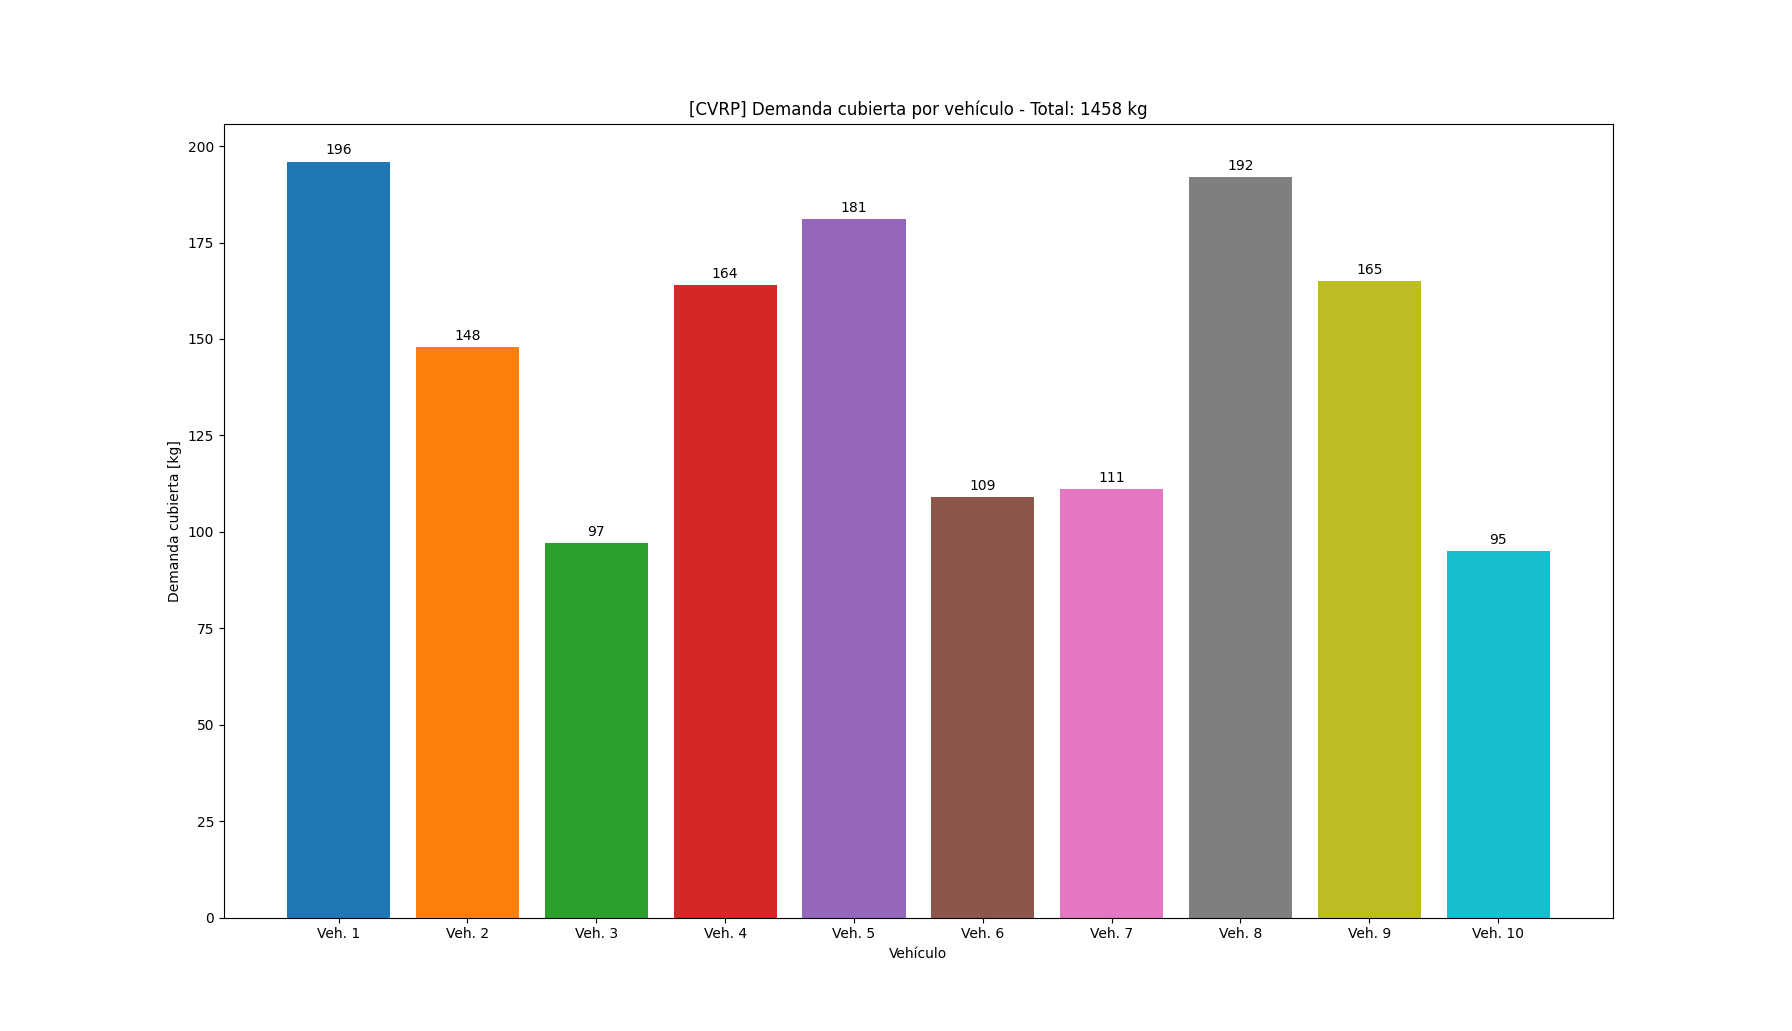 [CVRP] Demanda cubierta por vehículo - Total: 1458 kg
Demanda cubierta [kg]
200
175
150
125
100
75
50
25
0
196
148
97
164
181
109
111
192
165
95
Veh. 1
Veh. 2
Veh. 3
Veh. 4
Veh. 5
Veh. 6
Veh. 7
Veh. 8
Veh. 9
Veh. 10
Vehículo